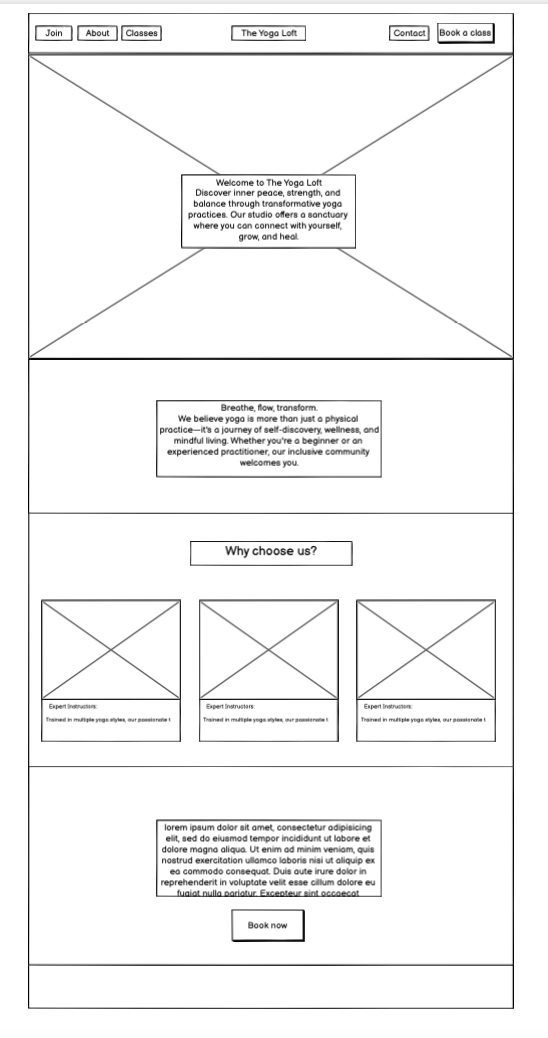 Join About Classes The Yoga Loft Contact Book a class
Welcome to The Yoga Loft
Discover inner peace, strength, and
balance through transformative yoga
practices. Our studio offers a sanctuary
where you can connect with yourself,
grow, and heal.
Breathe, flow, transform.
We believe yoga is more than just a physical
practice—it's a journey of self-discovery, wellness, and
mindful living. Whether you're a beginner or an
experienced practitioner, our inclusive community
welcomes you.
Why choose us?
Expert Instructors:
Trained in multiple yoga styles, our passionate t
Expert Instructors:
Trained in multiple yoga styles, our passionate t
Expert Instructors:
Trained in multiple yoga styles, our passionate t
lorem ipsum dolor sit amet, consectetur adipisicing
elit, sed do eiusmod tempor incididunt ut labore et
dolore magna aliqua. Ut enim ad minim veniam, quis
nostrud exercitation ullamco laboris nisi ut aliquip ex
ea commodo consequat. Duis aute irure dolor in
reprehenderit in voluptate velit esse cillum dolore eu
fugiat nulla pariatur. Excepteur sint occaecat
Book now